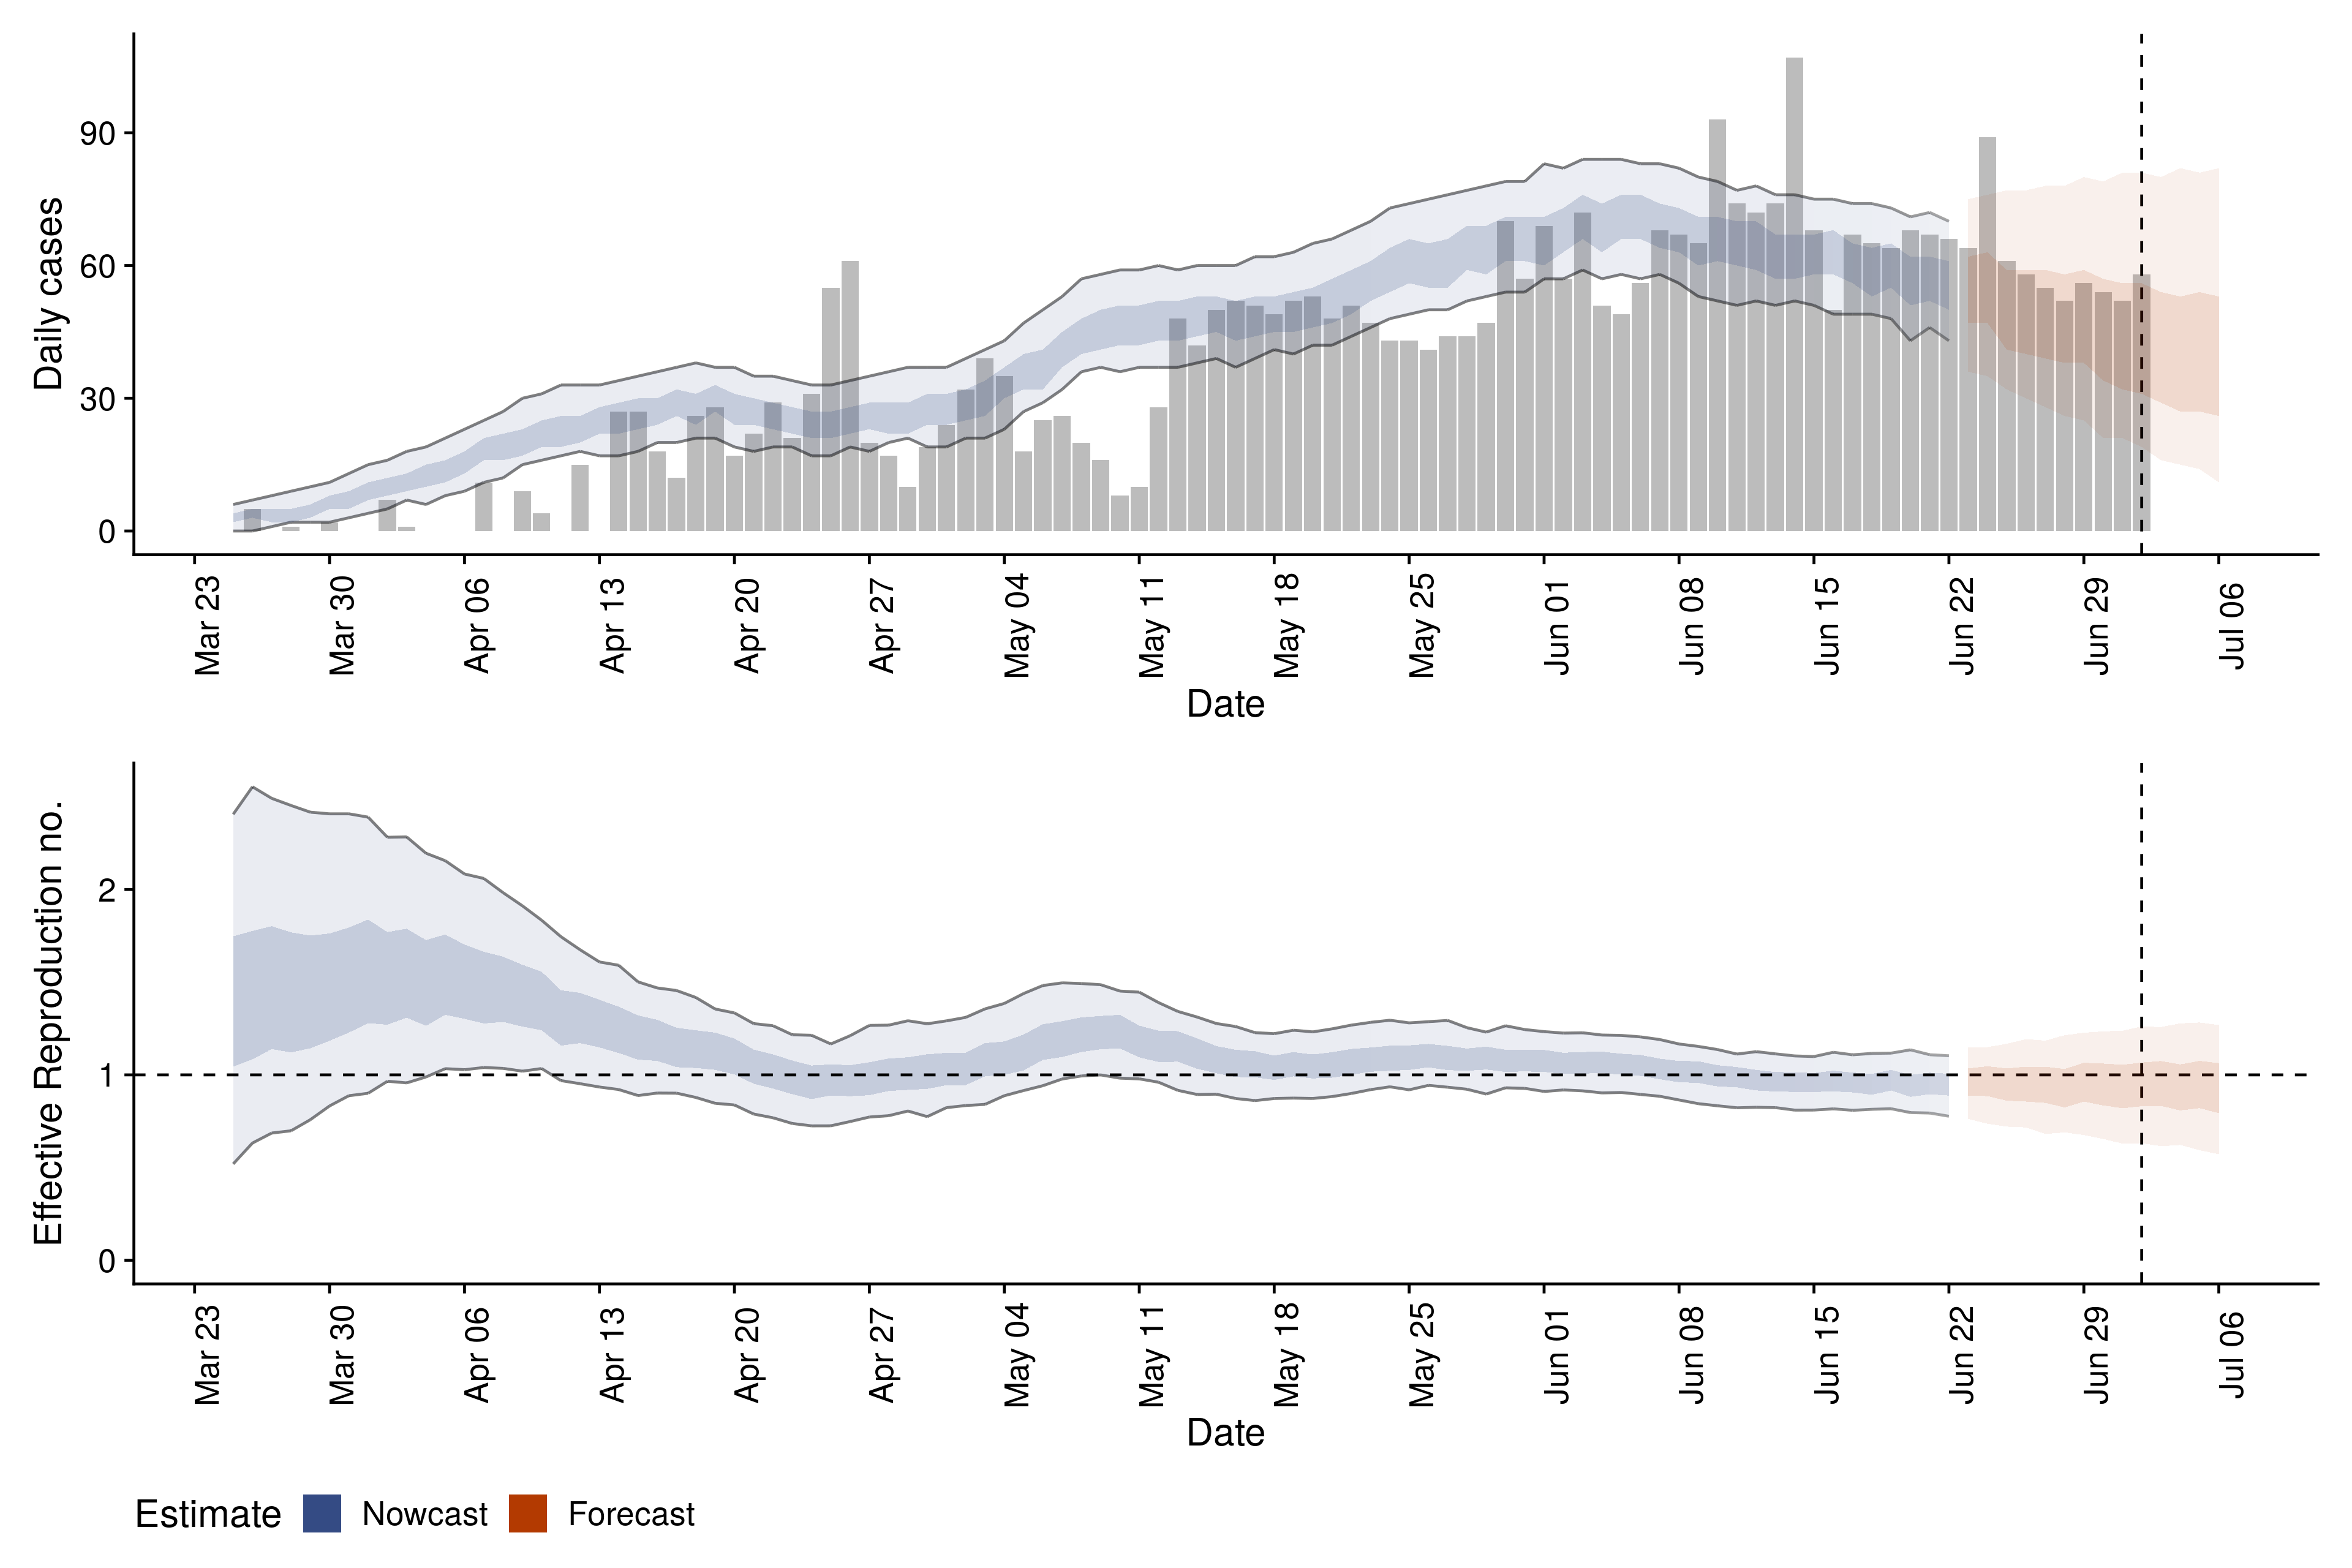 Daily cases
90
60
30
0
Mar 23
Mar 30
Apr 06
Apr 13
Apr 20
Apr 27
May 04
May 11
May 18
May 25
Jun 01
Jun 08
Jun 15
Jun 22
Jun 29
Jul 06
Date
Effective Reproduction no.
2
1
0
Mar 23
Mar 30
Apr 06
Apr 13
Apr 20
Apr 27
May 04
May 11
May 18
May 25
Jun 01
Jun 08
Jun 15
Jun 22
Jun 29
Jul 06
Date
Estimate Nowcast Forecast